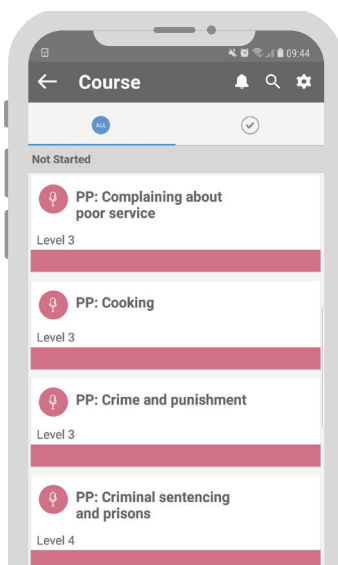 09:44
Course
ALL
Not Started
PP: Complaining about
poor service
Level 3
PP: Cooking
Level 3
PP: Crime and punishment
Level 3
PP: Criminal sentencing
and prisons
Level 4